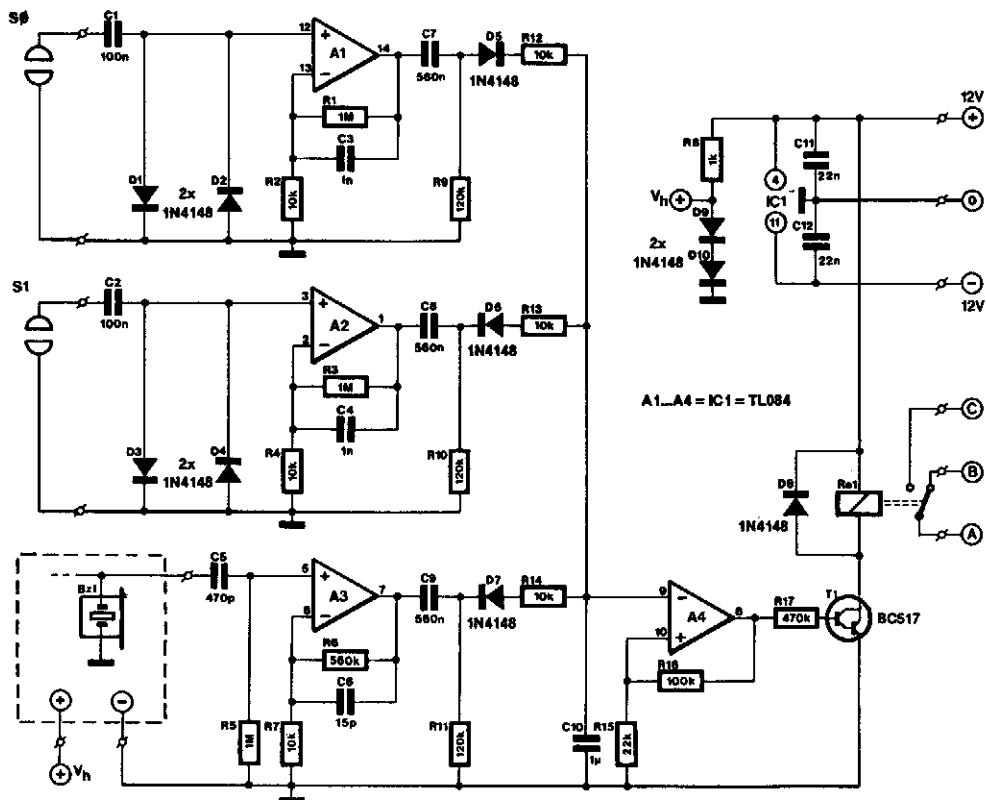 SØ
C1
100n
12
+
A1
14
13
−
R1
1M
C3
1n
R2
10k
D1
D2
2x
1N4148
C7
560n
D5
1N4148
R12
10k
R9
120k
12V
+
R8
1k
Vh
+
D9
2x
1N4148
D10
4
IC1
11
C11
22n
0
C12
22n
−
12V
S1
C2
100n
3
+
A2
1
2
−
R3
1M
C4
1n
R4
10k
D3
D4
2x
1N4148
C8
560n
D6
1N4148
R13
10k
R10
120k
A1...A4 = IC1 = TL084
C
B
A
D8
1N4148
Re1
Bz1
+
−
+
Vh
C5
470p
5
+
A3
7
6
−
R6
560k
C6
15p
R5
1M
R7
10k
C9
560n
D7
1N4148
R14
10k
R11
120k
C10
1µ
9
−
A4
8
10
+
R16
100k
R15
22k
R17
470k
T1
BC517